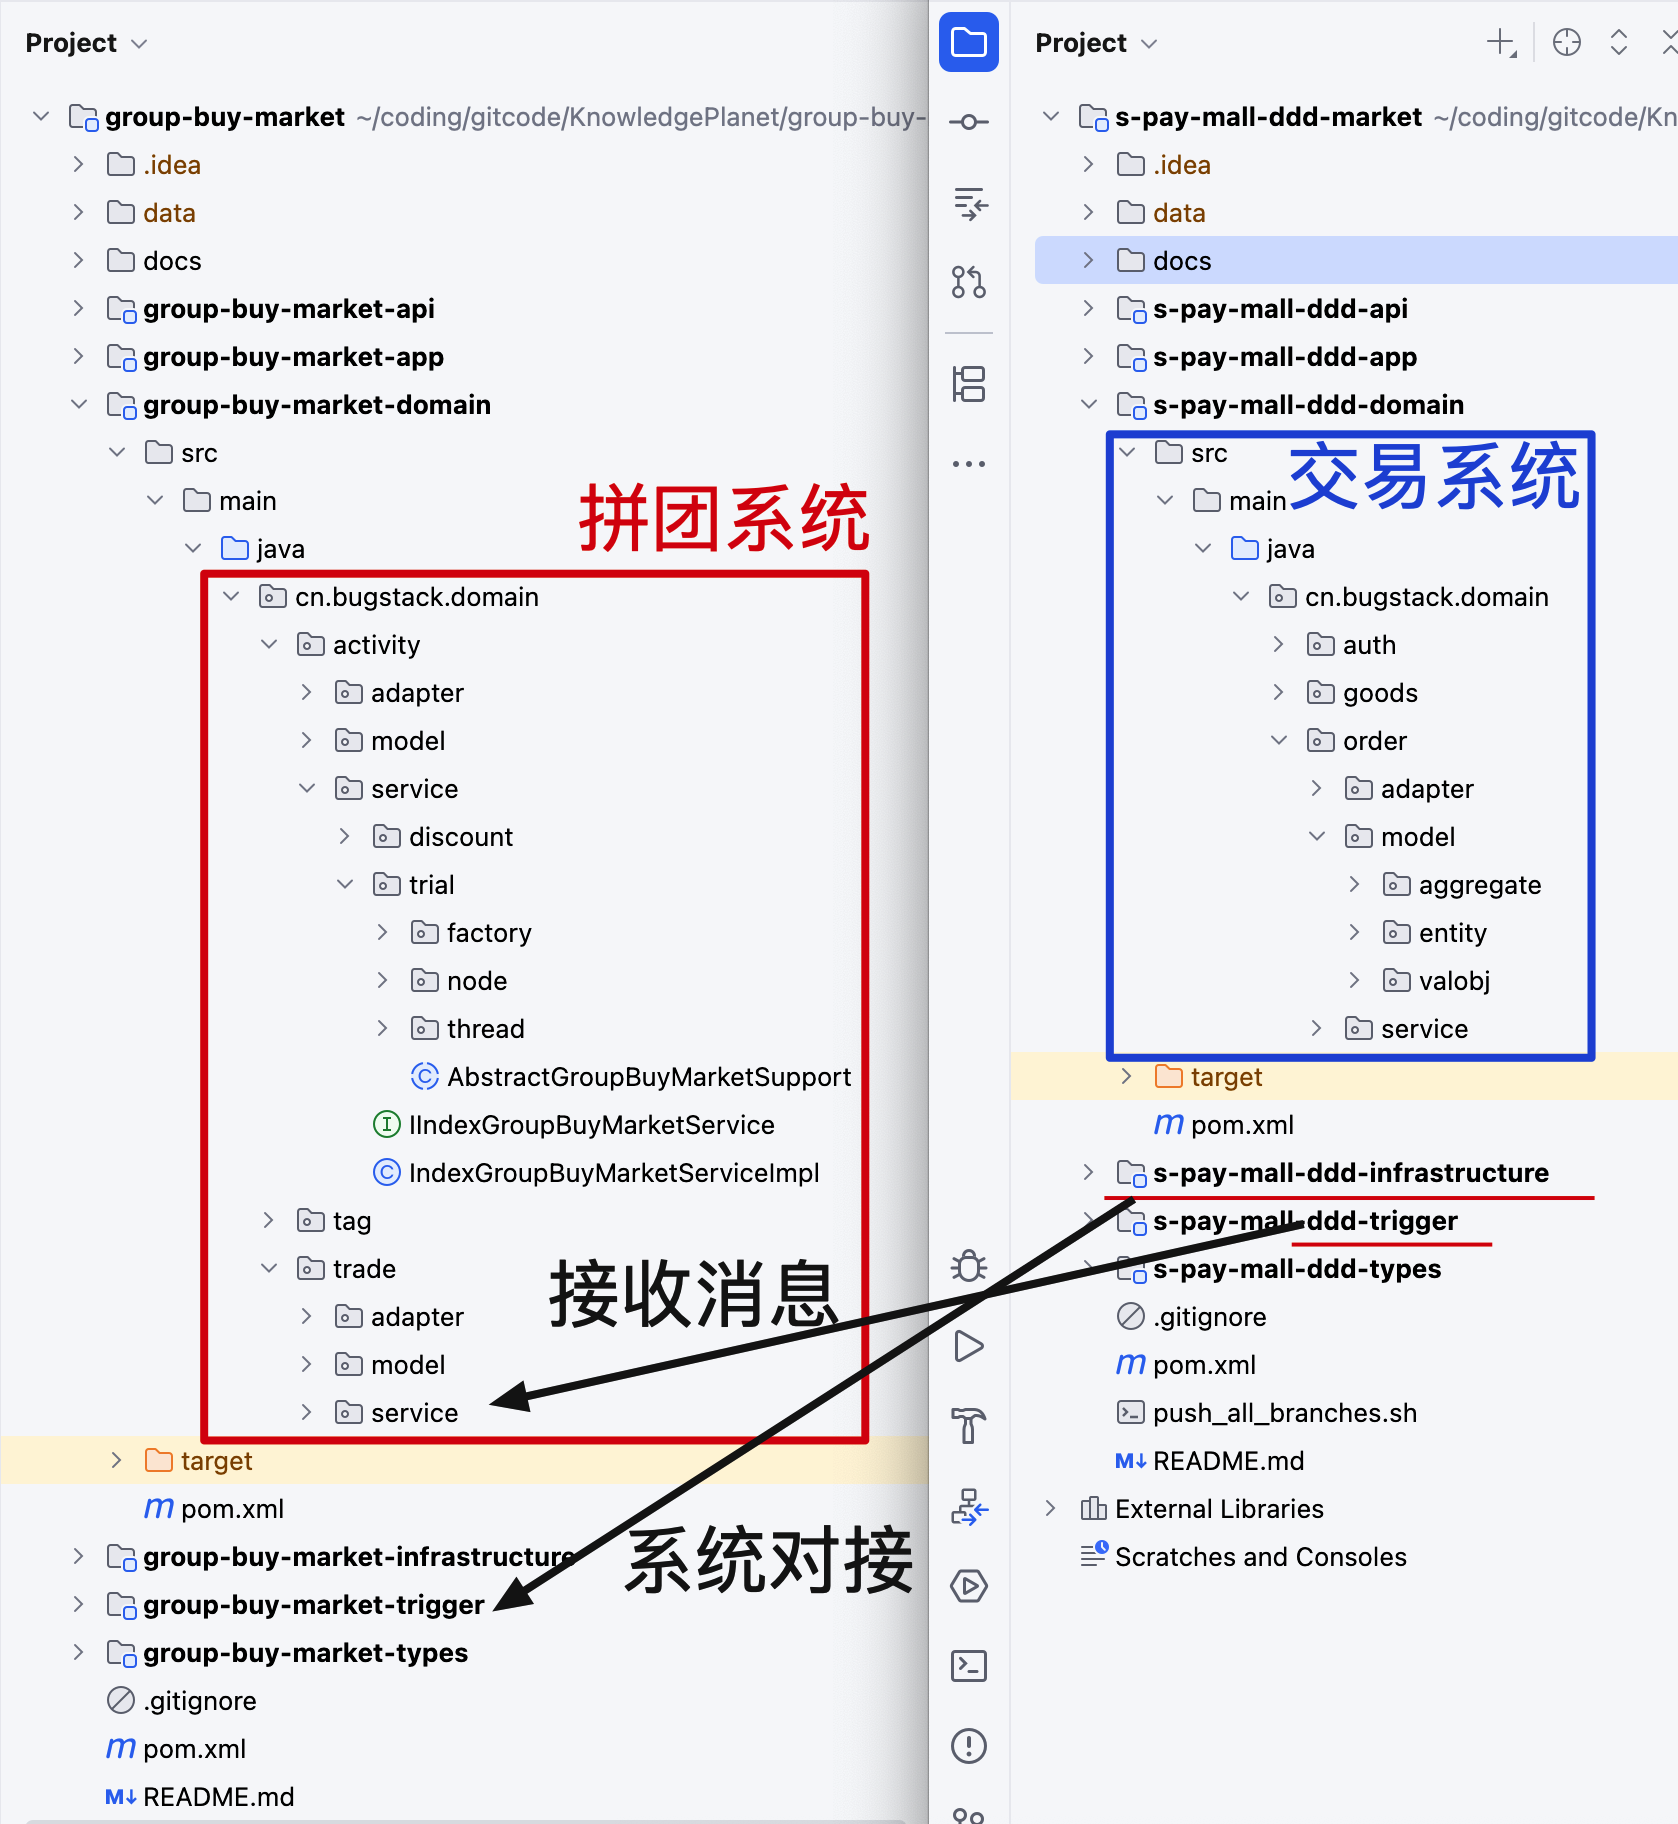 Project
group-buy-market ~/coding/gitcode/KnowledgePlanet/group-buy-
.idea
data
docs
group-buy-market-api
group-buy-market-app
group-buy-market-domain
src
main
java
拼团系统
cn.bugstack.domain
activity
adapter
model
service
discount
trial
factory
node
thread
AbstractGroupBuyMarketSupport
IIndexGroupBuyMarketService
IndexGroupBuyMarketServiceImpl
tag
trade
接收消息
adapter
model
service
target
pom.xml
系统对接
group-buy-market-infrastructure
group-buy-market-trigger
group-buy-market-types
.gitignore
pom.xml
README.md
Project
s-pay-mall-ddd-market ~/coding/gitcode/Kn
.idea
data
docs
s-pay-mall-ddd-api
s-pay-mall-ddd-app
s-pay-mall-ddd-domain
src
交易系统
main
java
cn.bugstack.domain
auth
goods
order
adapter
model
aggregate
entity
valobj
service
target
pom.xml
s-pay-mall-ddd-infrastructure
s-pay-mall-ddd-trigger
s-pay-mall-ddd-types
.gitignore
pom.xml
push_all_branches.sh
README.md
External Libraries
Scratches and Consoles